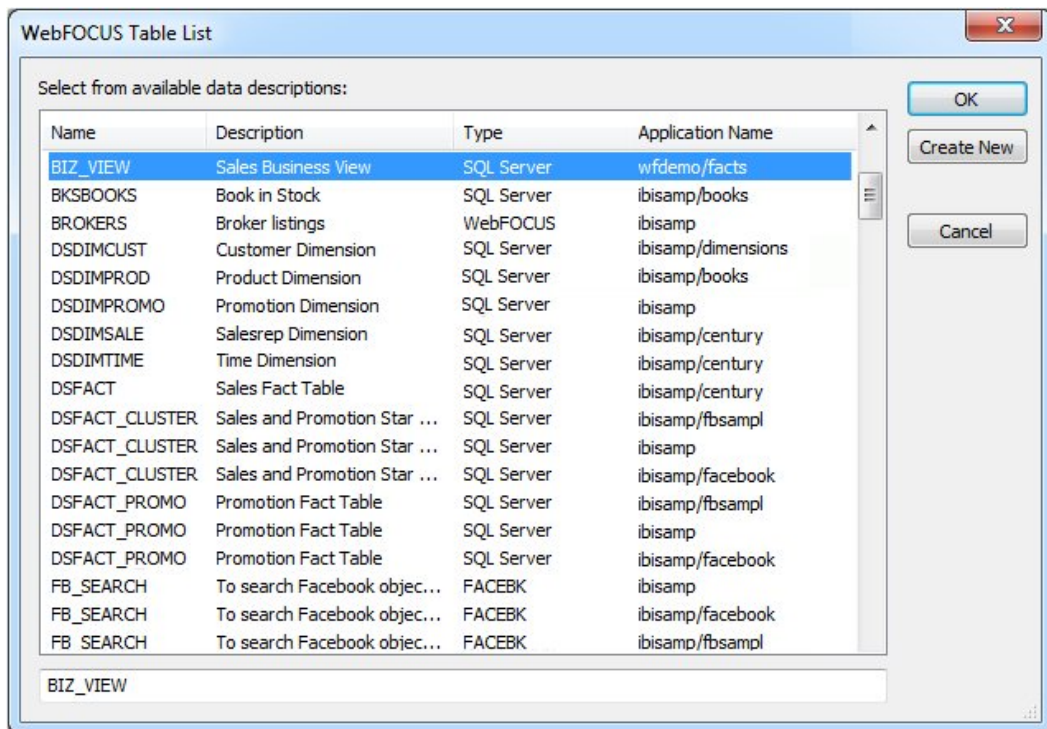 WebFOCUS Table List
Select from available data descriptions:
OK
Create New
Cancel
Name Description Type Application Name
BIZ_VIEW Sales Business View SQL Server wfdemo/facts
BKSBOOKS Book in Stock SQL Server ibisamp/books
BROKERS Broker listings WebFOCUS ibisamp
DSDIMCUST Customer Dimension SQL Server ibisamp/dimensions
DSDIMPROD Product Dimension SQL Server ibisamp/books
DSDIMPROMO Promotion Dimension SQL Server ibisamp
DSDIMSALE Salesrep Dimension SQL Server ibisamp/century
DSDIMTIME Time Dimension SQL Server ibisamp/century
DSFACT Sales Fact Table SQL Server ibisamp/century
DSFACT_CLUSTER Sales and Promotion Star ... SQL Server ibisamp/fbsampl
DSFACT_CLUSTER Sales and Promotion Star ... SQL Server ibisamp
DSFACT_CLUSTER Sales and Promotion Star ... SQL Server ibisamp/facebook
DSFACT_PROMO Promotion Fact Table SQL Server ibisamp/fbsampl
DSFACT_PROMO Promotion Fact Table SQL Server ibisamp
DSFACT_PROMO Promotion Fact Table SQL Server ibisamp/facebook
FB_SEARCH To search Facebook objec... FACEBK ibisamp
FB_SEARCH To search Facebook objec... FACEBK ibisamp/facebook
FB_SEARCH To search Facebook objec... FACEBK ibisamp/fbsampl
BIZ_VIEW